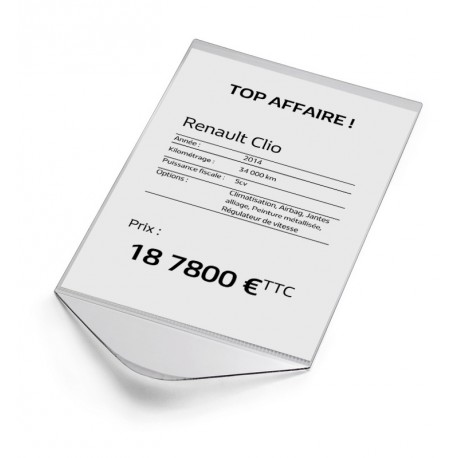 TOP AFFAIRE !
Renault Clio
Année : 2014
Kilométrage : 34 000 km
Puissance fiscale : 5cv
Options : Climatisation, Airbag, Jantes
alliage, Peinture métallisée,
Régulateur de vitesse
Prix :
18 7800 € TTC